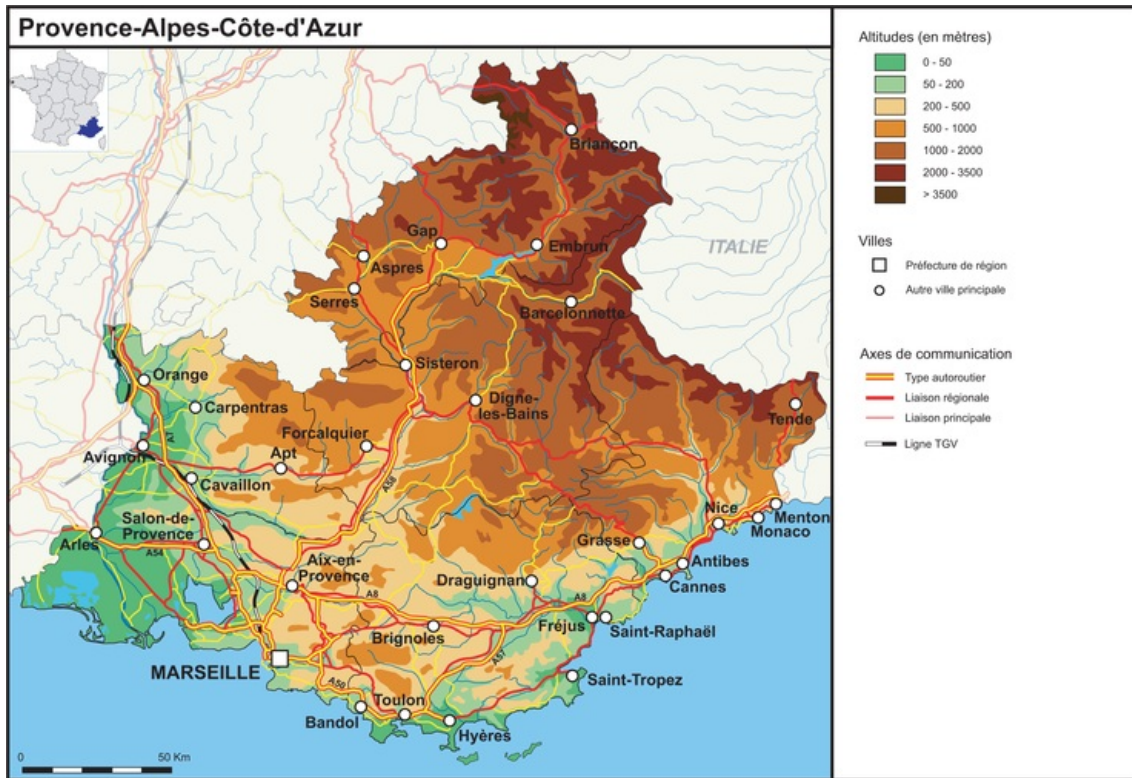 Provence-Alpes-Côte-d'Azur
Altitudes (en mètres)
0 - 50
50 - 200
200 - 500
500 - 1000
1000 - 2000
2000 - 3500
> 3500
Villes
Préfecture de région
Autre ville principale
Axes de communication
Type autoroutier
Liaison régionale
Liaison principale
Ligne TGV
Briançon
ITALIE
Gap
Embrun
Aspres
Serres
Barcelonnette
Sisteron
Orange
Digne-
les-Bains
Carpentras
Tende
Forcalquier
A7
Avignon
Apt
Cavaillon
A58
Nice
Menton
Monaco
Salon-de-
Provence
Arles
A54
Grasse
Aix-en-
Provence
Antibes
Draguignan
Cannes
A8
A8
Fréjus
Saint-Raphaël
Brignoles
A57
MARSEILLE
Saint-Tropez
A50
Toulon
Bandol
Hyères
0
50 Km